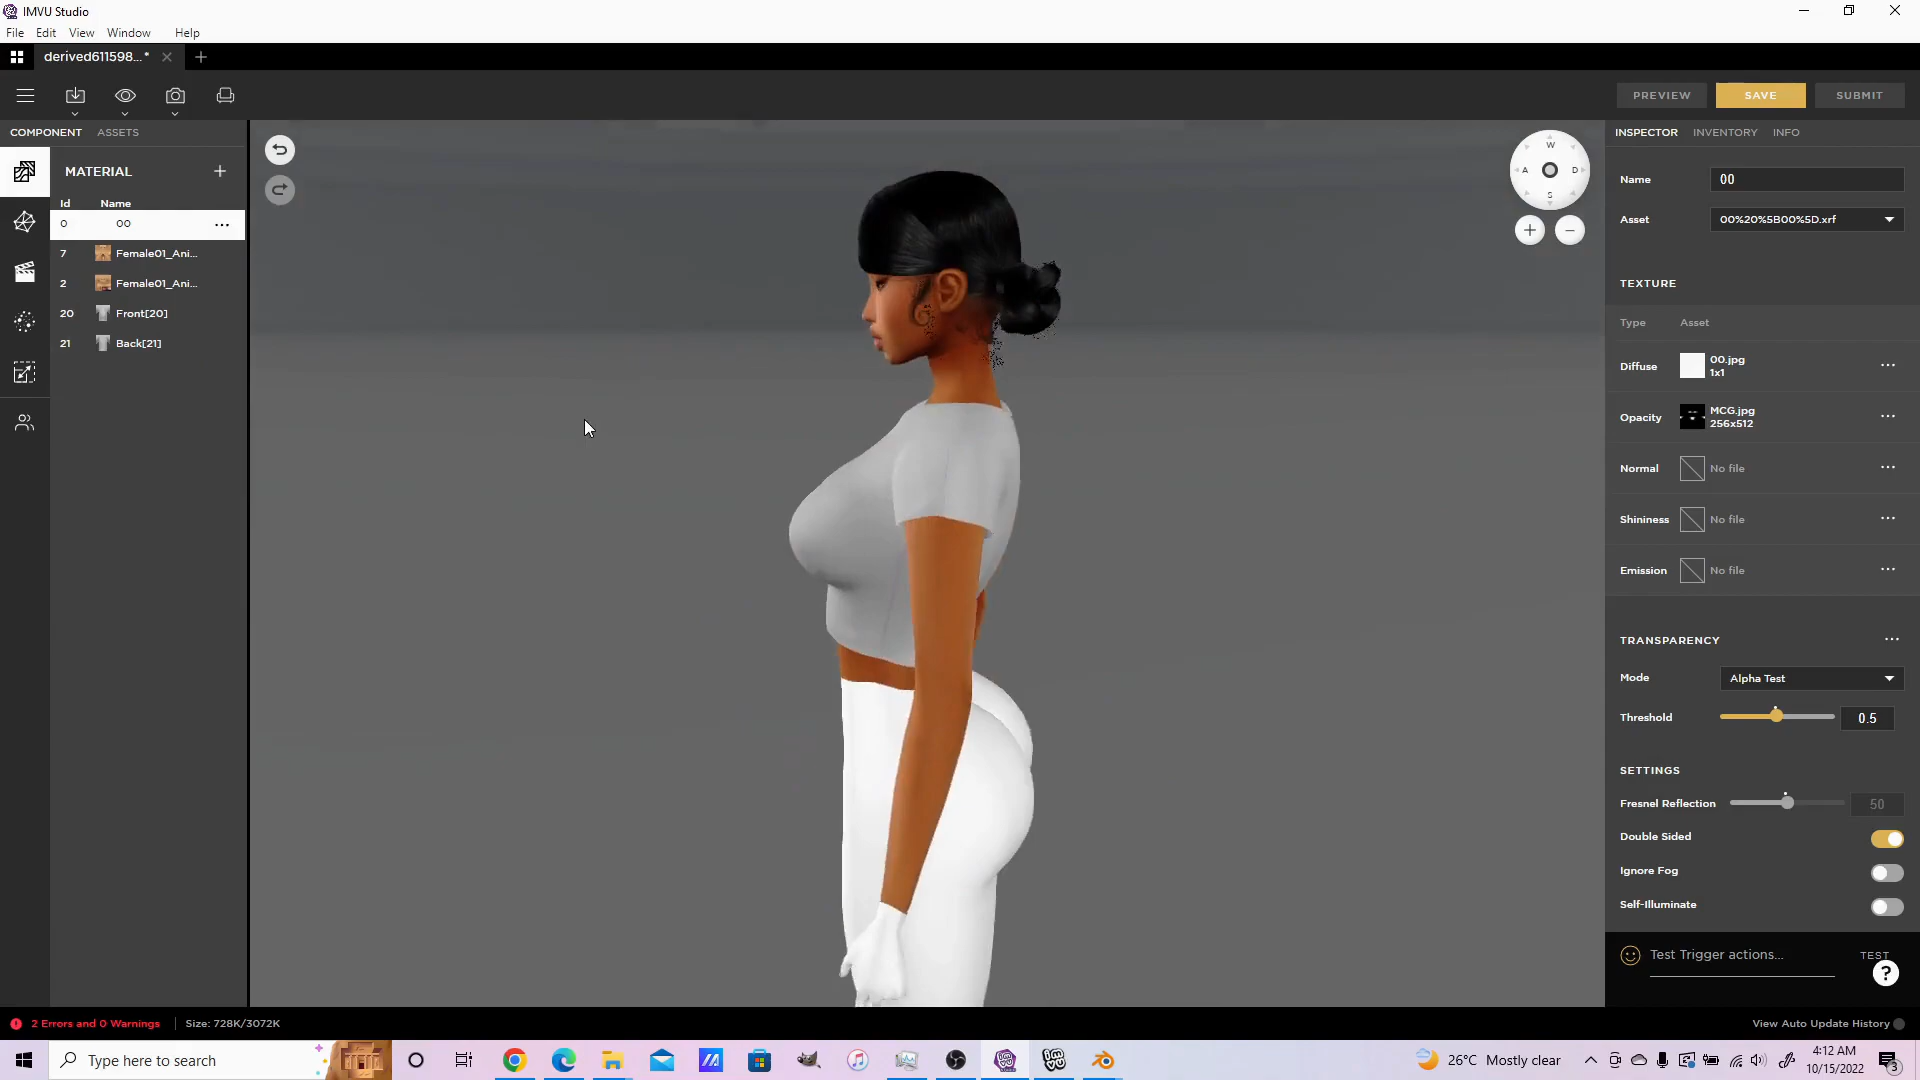 IMVU Studio
File Edit View Window Help
derived611598...*
PREVIEW SAVE SUBMIT
COMPONENT ASSETS
INSPECTOR INVENTORY INFO
MATERIAL
Id Name
0 00
7 Female01_Ani...
2 Female01_Ani...
20 Front[20]
21 Back[21]
W
A D
S
Name 00
Asset 00%20%5B00%5D.xrf
TEXTURE
Type Asset
Diffuse 00.jpg
1x1
Opacity MCG.jpg
256x512
Normal No file
Shininess No file
Emission No file
TRANSPARENCY
Mode Alpha Test
Threshold 0.5
SETTINGS
Fresnel Reflection 50
Double Sided
Ignore Fog
Self-Illuminate
Test Trigger actions... TEST
?
2 Errors and 0 Warnings Size: 728K/3072K
View Auto Update History
Type here to search
26°C Mostly clear
4:12 AM
10/15/2022
3